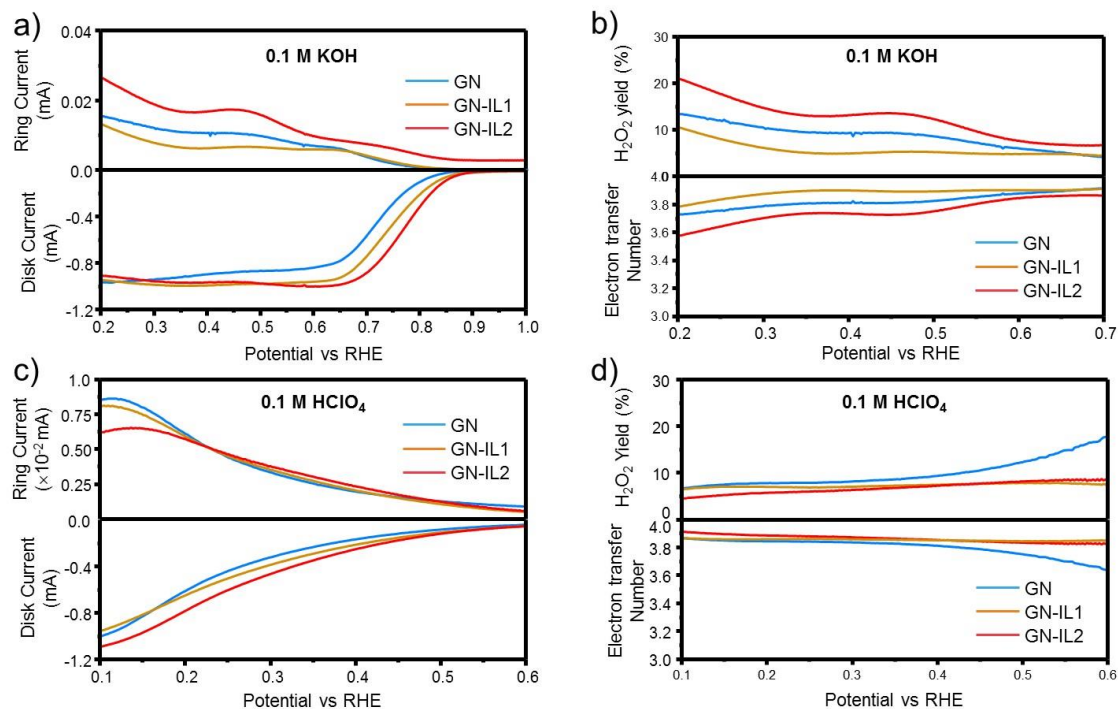 a)
0.1 M KOH
Ring Current
(mA)
0.04
0.02
0.0
GN
GN-IL1
GN-IL2
Disk Current
(mA)
-0.4
-0.8
-1.2
0.2 0.3 0.4 0.5 0.6 0.7 0.8 0.9 1.0
Potential vs RHE
b)
0.1 M KOH
H₂O₂ yield (%)
30
20
10
4.0
3.8
3.6
3.4
3.2
3.0
Electron transfer
Number
GN
GN-IL1
GN-IL2
0.2 0.3 0.4 0.5 0.6 0.7
Potential vs RHE
c)
0.1 M HClO₄
Ring Current
(×10⁻² mA)
1.0
0.75
0.50
0.25
0.0
GN
GN-IL1
GN-IL2
Disk Current
(mA)
-0.4
-0.8
-1.2
0.1 0.2 0.3 0.4 0.5 0.6
Potential vs RHE
d)
0.1 M HClO₄
H₂O₂ Yield (%)
30
20
10
0
4.0
3.8
3.6
3.4
3.2
3.0
Electron transfer
Number
GN
GN-IL1
GN-IL2
0.1 0.2 0.3 0.4 0.5 0.6
Potential vs RHE